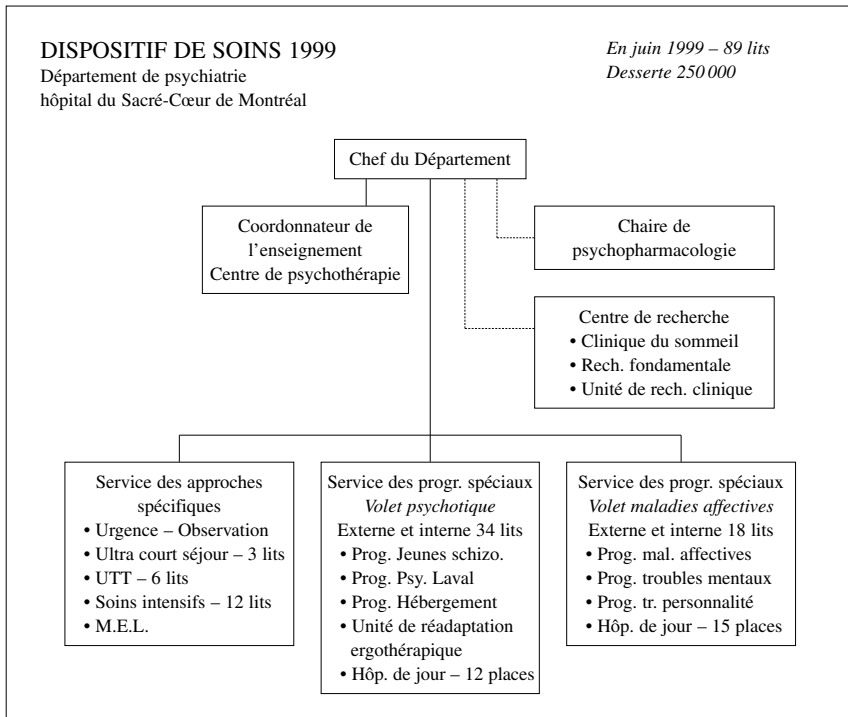 DISPOSITIF DE SOINS 1999
Département de psychiatrie
hôpital du Sacré-Cœur de Montréal
En juin 1999 – 89 lits
Desserte 250 000
Chef du Département
Coordonnateur de
l'enseignement
Centre de psychothérapie
Chaire de
psychopharmacologie
Centre de recherche
• Clinique du sommeil
• Rech. fondamentale
• Unité de rech. clinique
Service des approches
spécifiques
• Urgence – Observation
• Ultra court séjour – 3 lits
• UTT – 6 lits
• Soins intensifs – 12 lits
• M.E.L.
Service des progr. spéciaux
Volet psychotique
Externe et interne 34 lits
• Prog. Jeunes schizo.
• Prog. Psy. Laval
• Prog. Hébergement
• Unité de réadaptation
ergothérapique
• Hôp. de jour – 12 places
Service des progr. spéciaux
Volet maladies affectives
Externe et interne 18 lits
• Prog. mal. affectives
• Prog. troubles mentaux
• Prog. tr. personnalité
• Hôp. de jour – 15 places